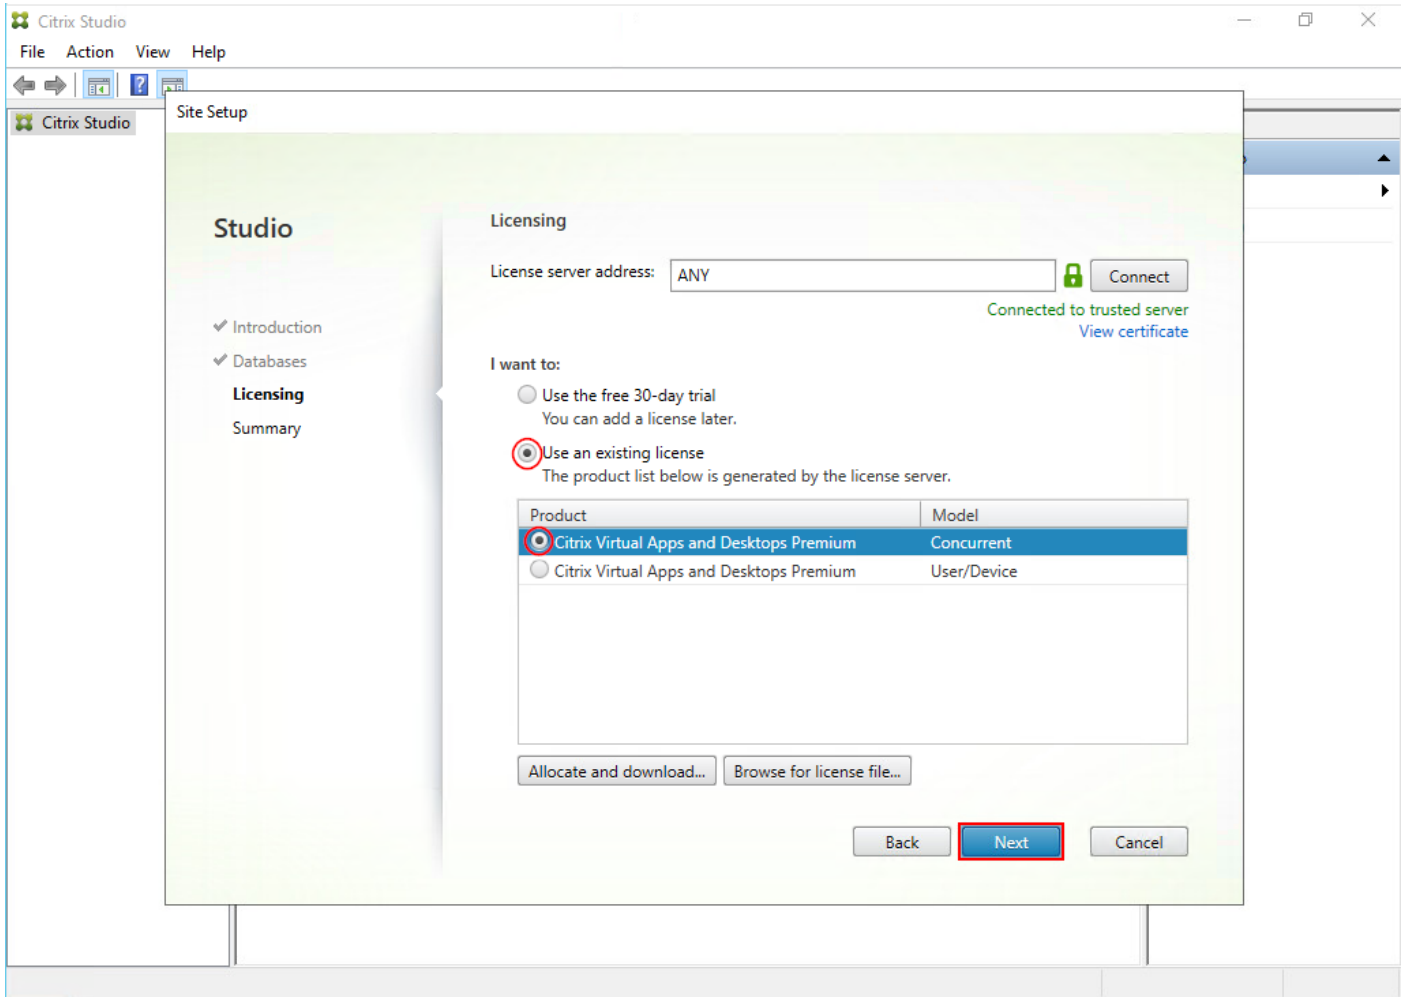 Citrix Studio
File Action View Help
Citrix Studio
Site Setup
Studio
Introduction
Databases
Licensing
Summary
Licensing
License server address: ANY Connect
Connected to trusted server
View certificate
I want to:
Use the free 30-day trial
You can add a license later.
Use an existing license
The product list below is generated by the license server.
Product Model
Citrix Virtual Apps and Desktops Premium Concurrent
Citrix Virtual Apps and Desktops Premium User/Device
Allocate and download... Browse for license file...
Back Next Cancel